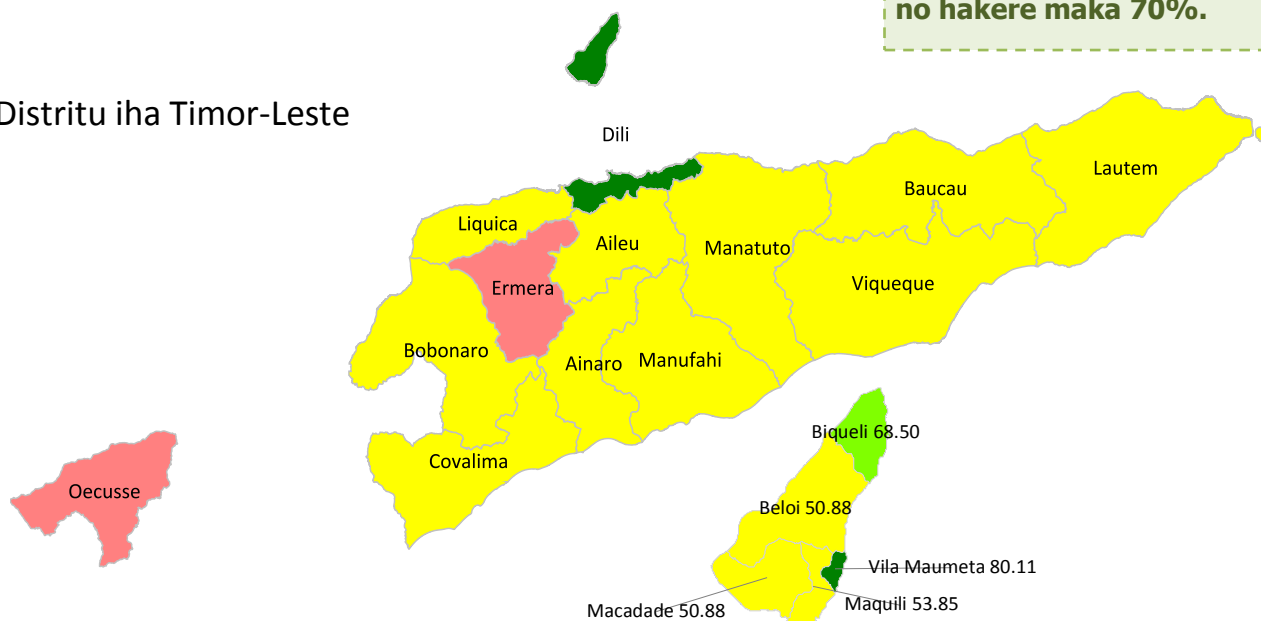 no hakere maka 70%.
Distritu iha Timor-Leste
Dili
Lautem
Baucau
Liquica
Aileu
Manatuto
Viqueque
Ermera
Bobonaro
Ainaro
Manufahi
Covalima
Oecusse
Biqueli 68.50
Beloi 50.88
Vila Maumeta 80.11
Macadade 50.88
Maquili 53.85